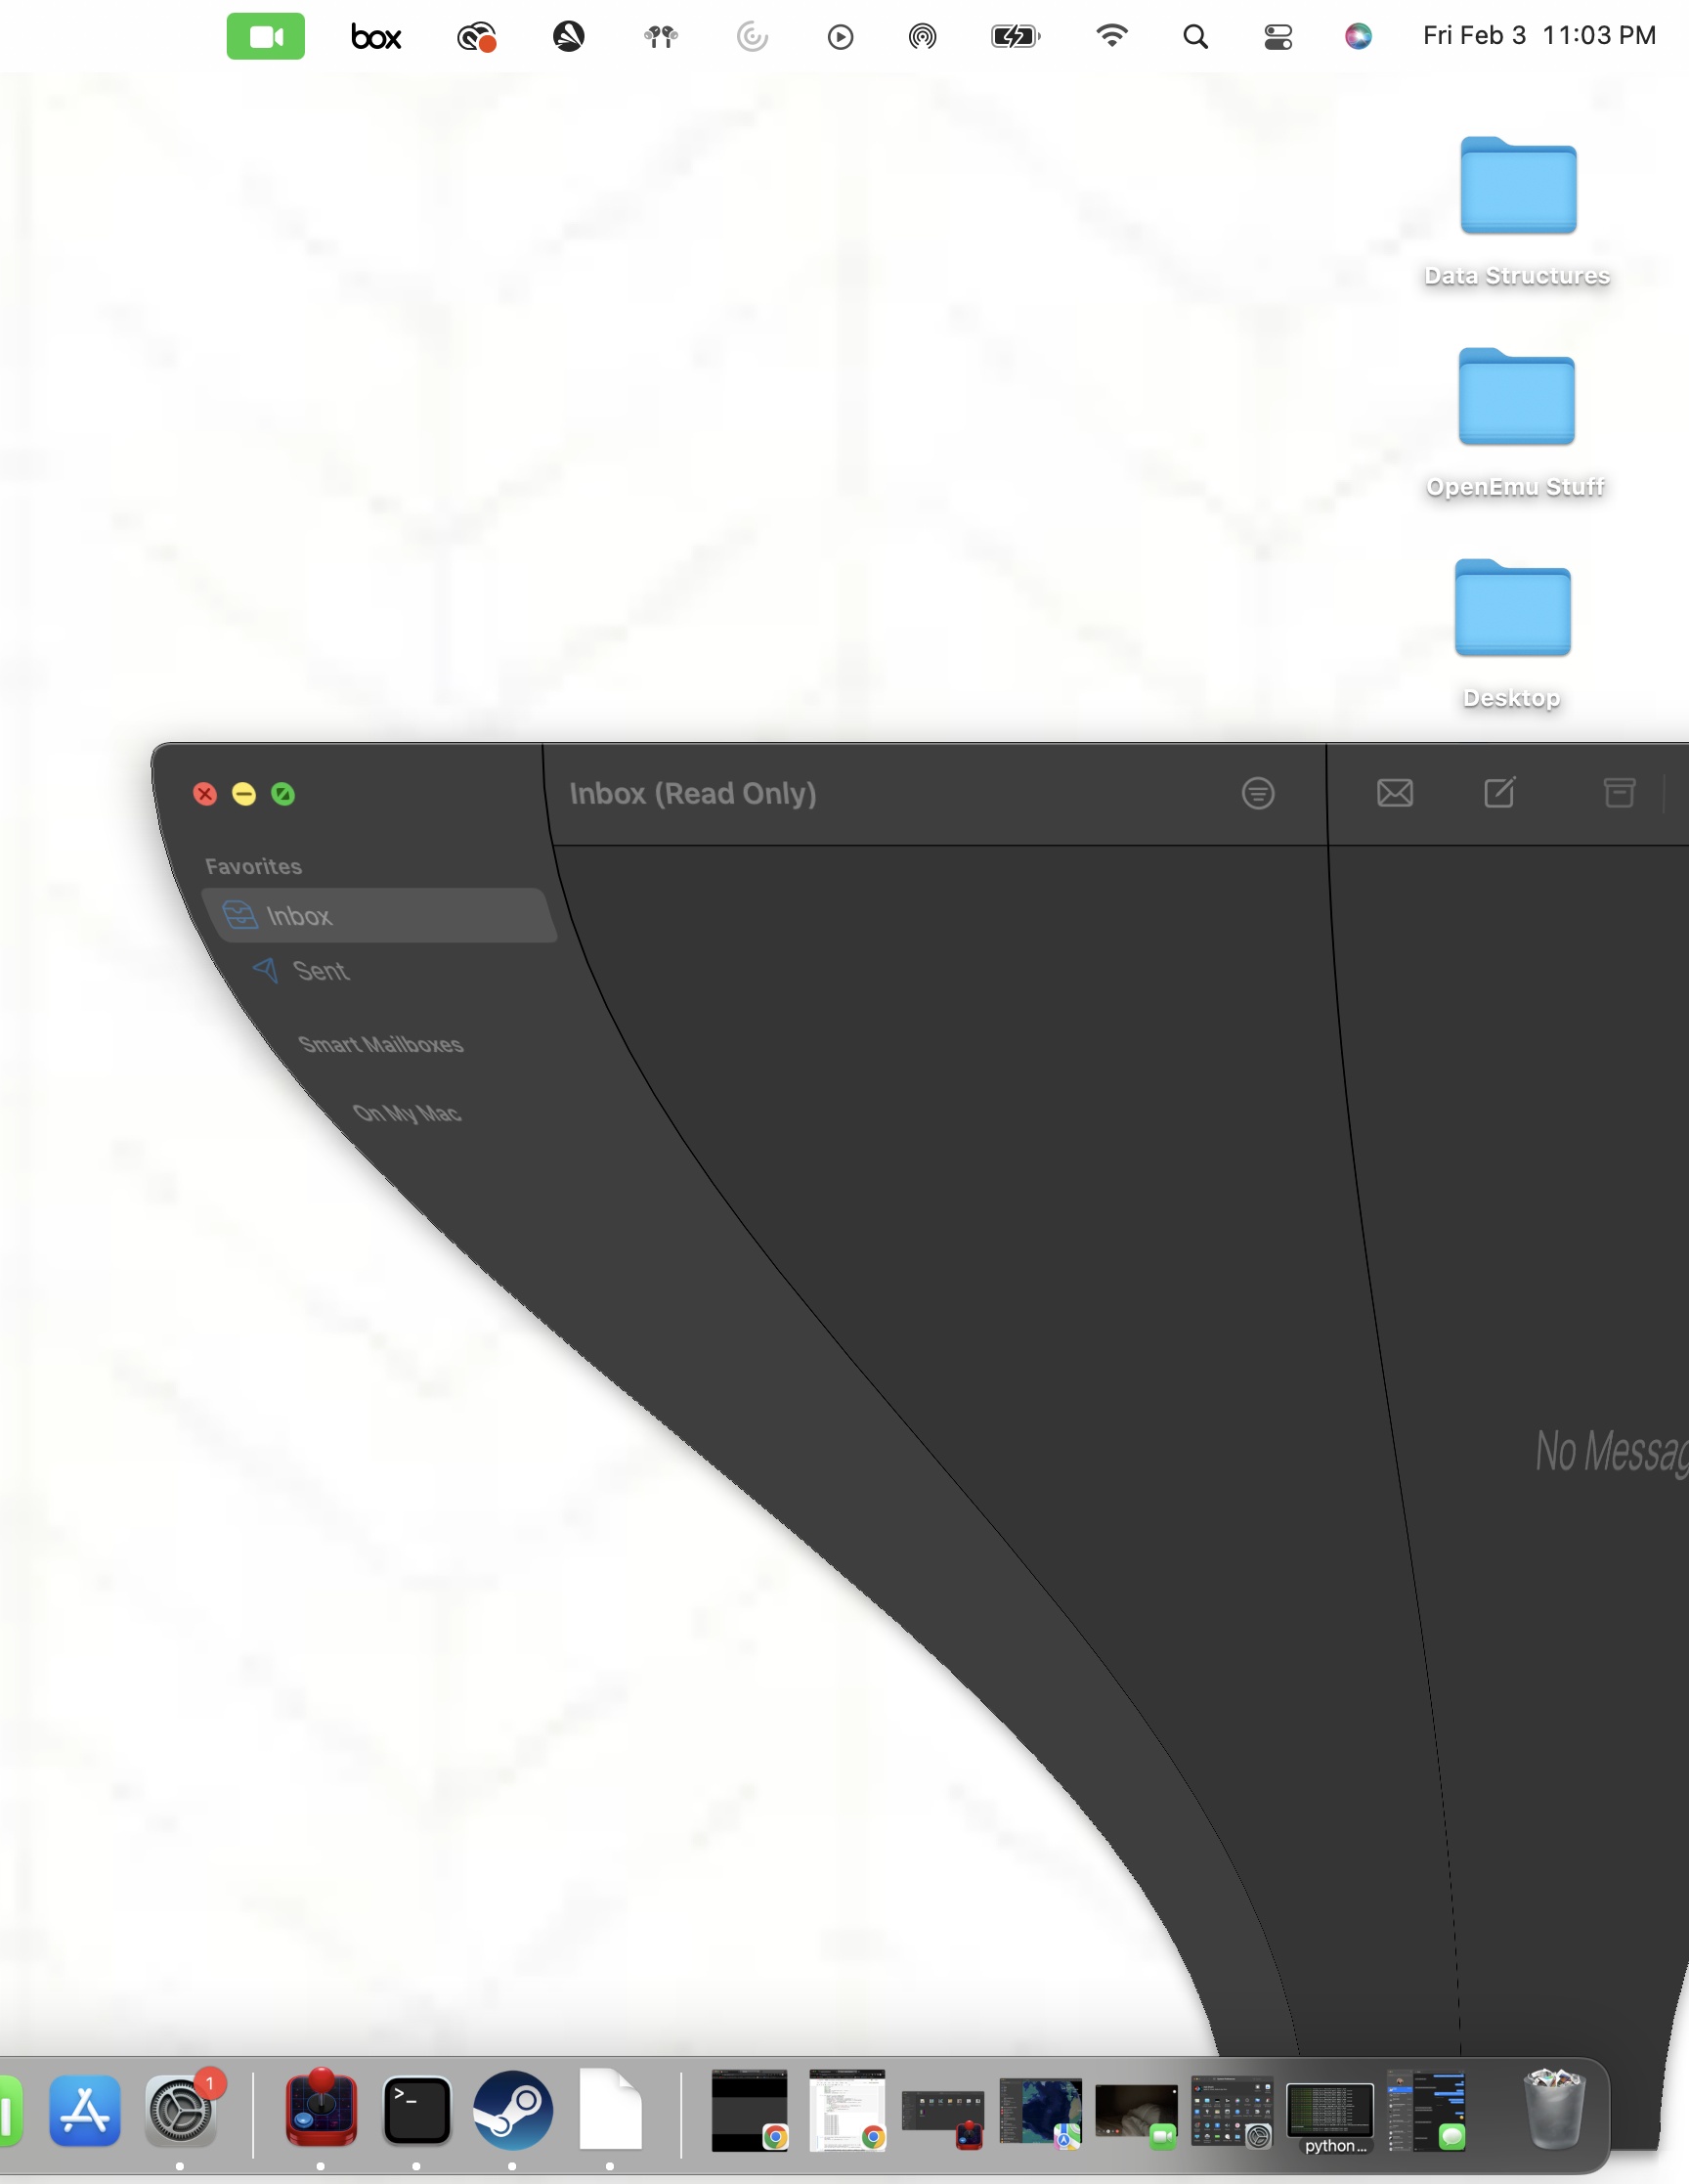 box
Fri Feb 3 11:03 PM
Data Structures
OpenEmu Stuff
Desktop
Inbox (Read Only)
Favorites
Inbox
Sent
Smart Mailboxes
On My Mac
No Messag
1
>_
python ...